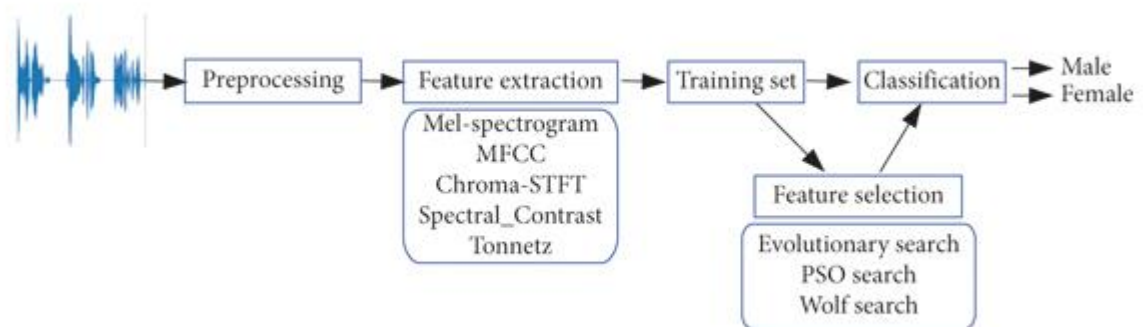 Preprocessing
Feature extraction
Mel-spectrogram
MFCC
Chroma-STFT
Spectral_Contrast
Tonnetz
Training set
Classification
Male
Female
Feature selection
Evolutionary search
PSO search
Wolf search